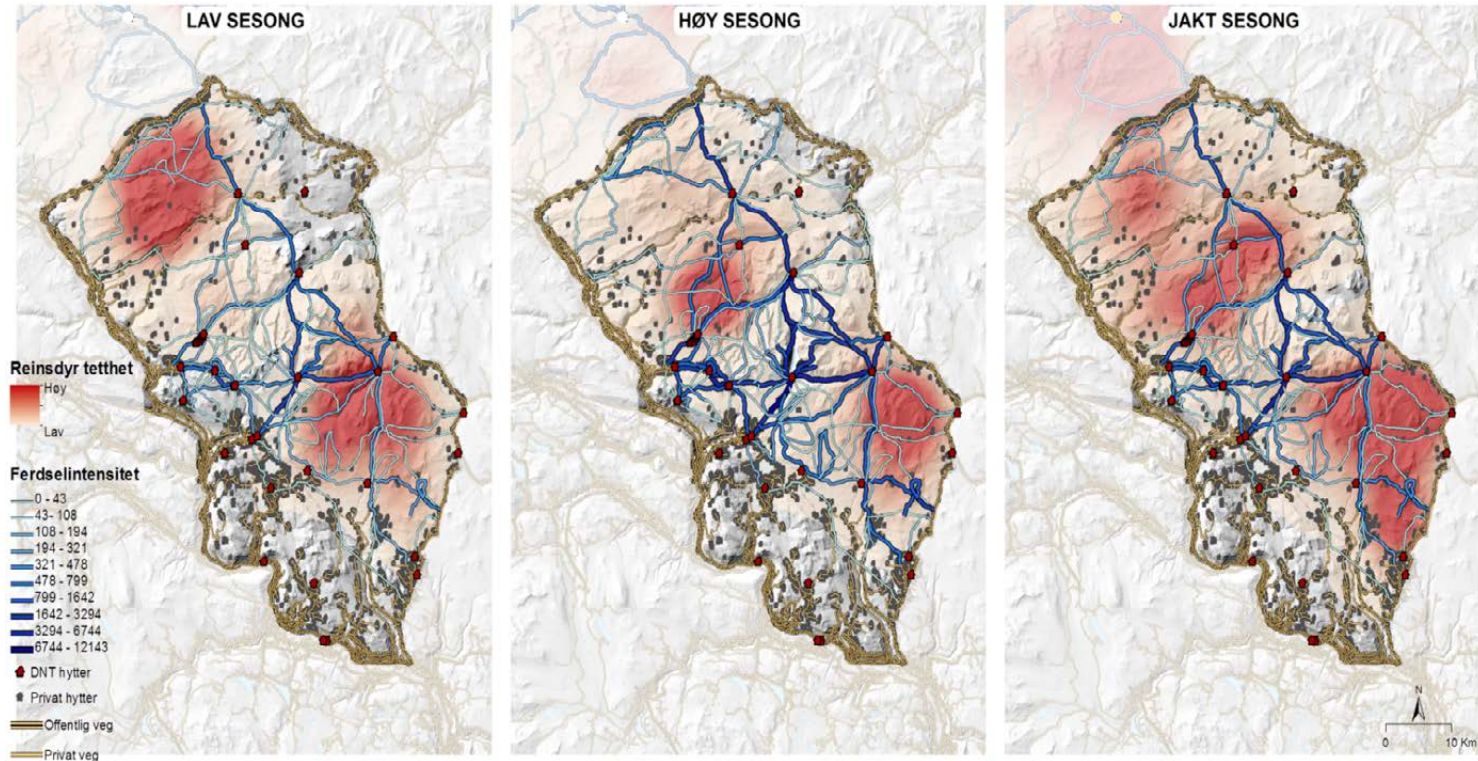 LAV SESONG
HØY SESONG
JAKT SESONG
Reinsdyr tetthet
Høy
Lav
Ferdselintensitet
0 - 43
43- 108
108 - 194
194 - 321
321 - 478
478 - 799
799 - 1642
1642 - 3294
3294 - 6744
6744 - 12143
DNT hytter
Privat hytter
Offentlig veg
Privat veg
N
0 10 Km